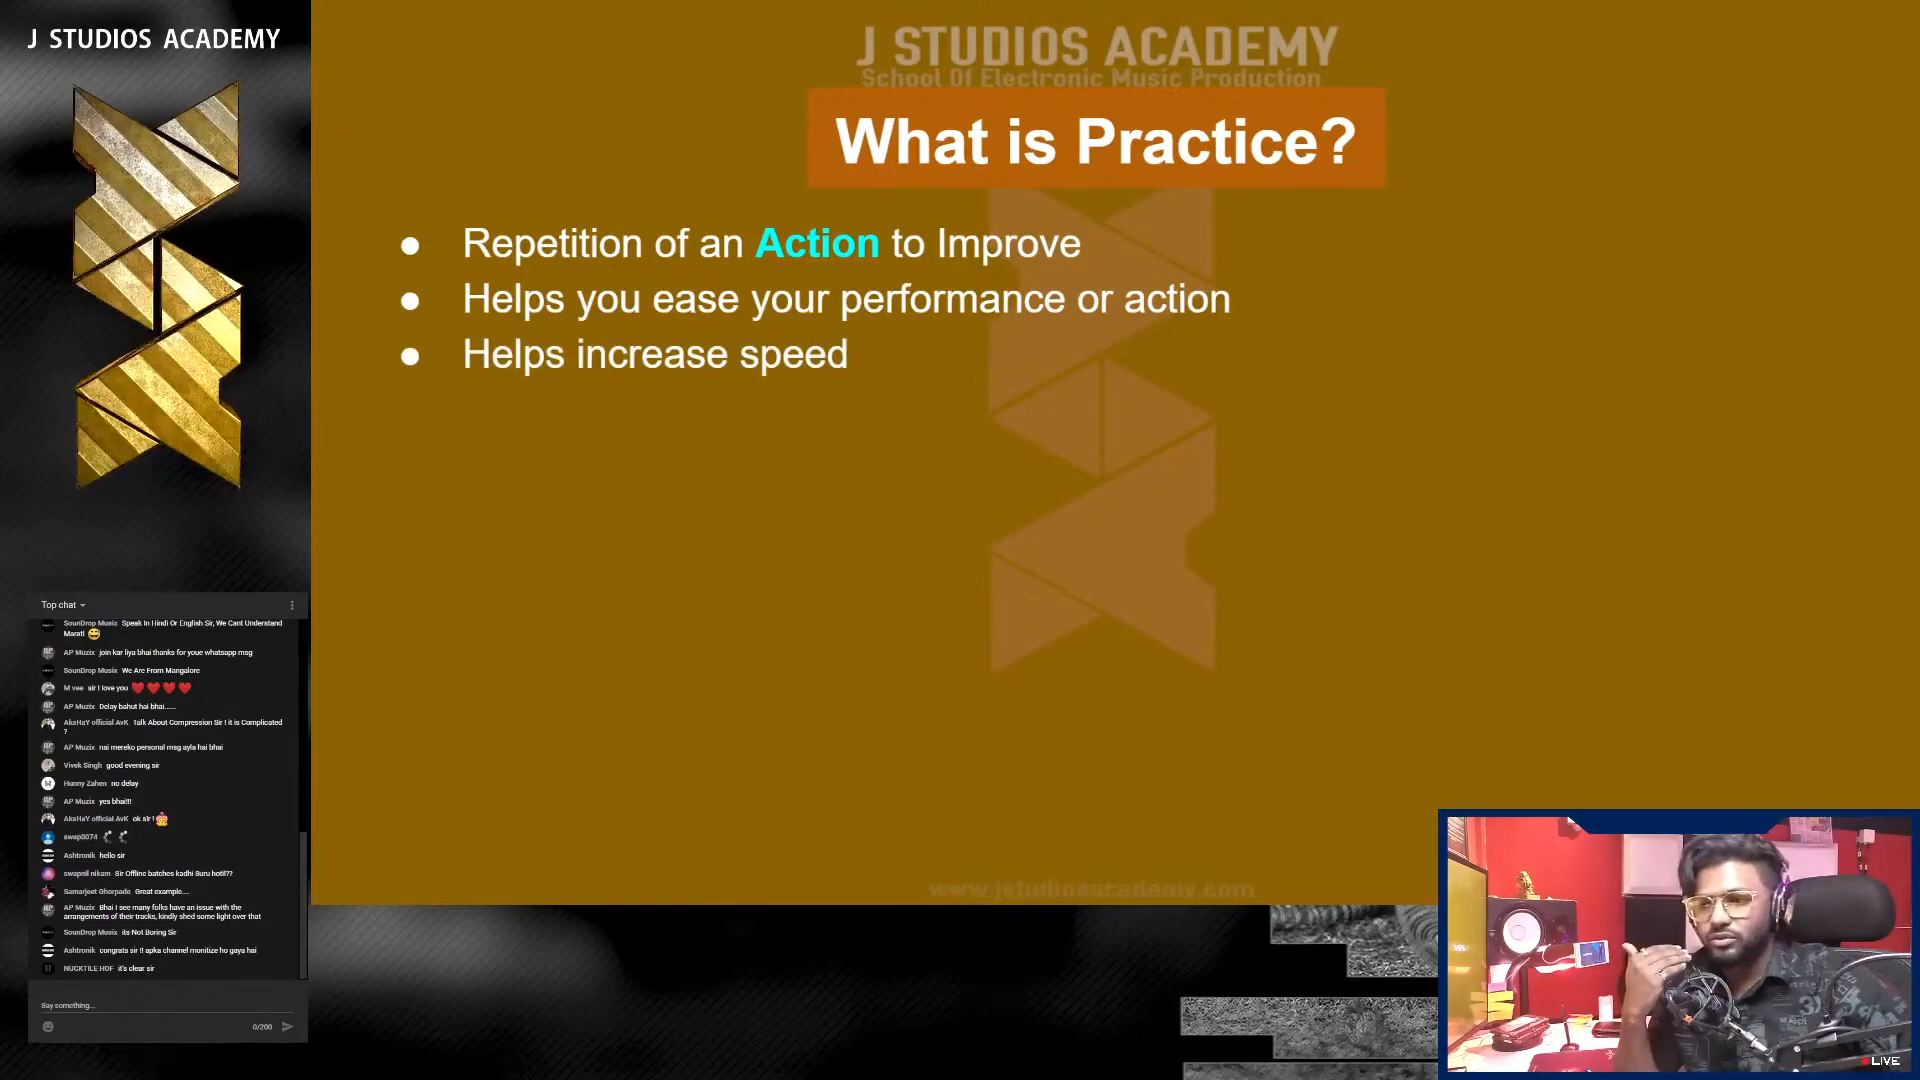 J STUDIOS ACADEMY
J STUDIOS ACADEMY
School Of Electronic Music Production
What is Practice?
● Repetition of an Action to Improve
● Helps you ease your performance or action
● Helps increase speed
Top chat
SounDrop Musix Speak In Hindi Or English Sir, We Cant Understand
Marati 😅
AP Muzix join kar liya bhai thanks for youe whatsapp msg
SounDrop Musix We Are From Mangalore
M vee sir I love you ❤️❤️❤️❤️
AP Muzix Delay bahut hai bhai......
AksHaY official AvK Talk About Compression Sir ! it is Complicated
?
AP Muzix nai mereko personal msg ayla hai bhai
Vivek Singh good evening sir
Hunny Zahen no delay
AP Muzix yes bhai!!!
AksHaY official AvK ok sir !
swap0074
Ashtronik hello sir
swapnil nikam Sir Offline batches kadhi Suru hotil??
Samarjeet Ghorpade Great example....
AP Muzix Bhai I see many folks have an issue with the
arrangements of their tracks, kindly shed some light over that
SounDrop Musix its Not Boring Sir
Ashtronik congrats sir !! apka channel monitize ho gaya hai
NUCKTILE HOF it's clear sir
Say something...
0/200
www.jstudiosacademy.com
LIVE